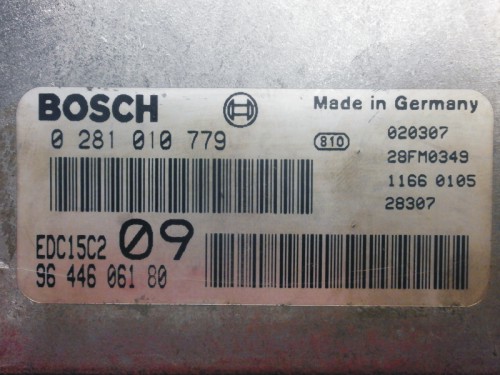 BOSCH Made in Germany
0 281 010 779 810 020307
28FM0349
1166 0105
28307
EDC15C2 09
96 446 061 80